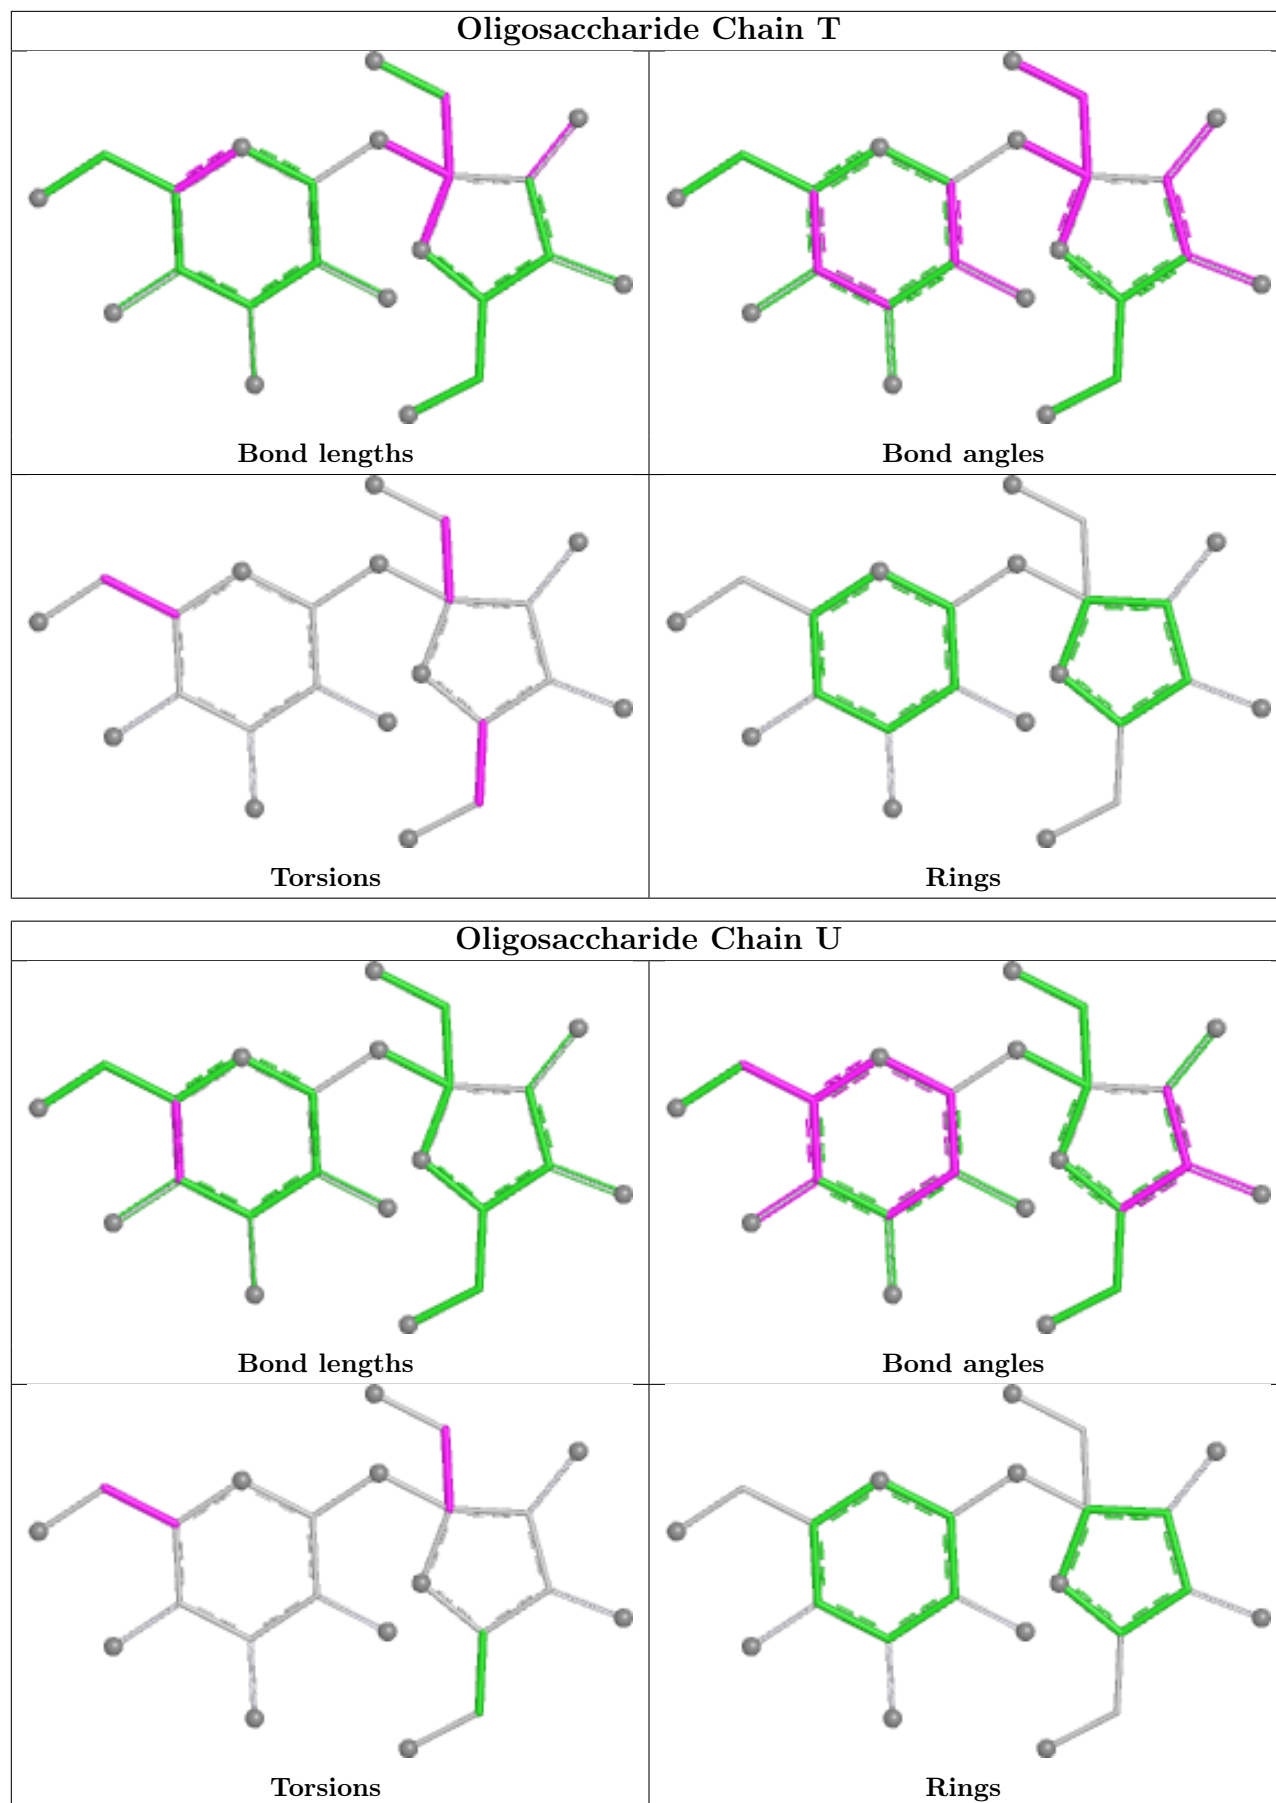 Oligosaccharide Chain T
Bond lengths
Bond angles
Torsions
Rings
Oligosaccharide Chain U
Bond lengths
Bond angles
Torsions
Rings